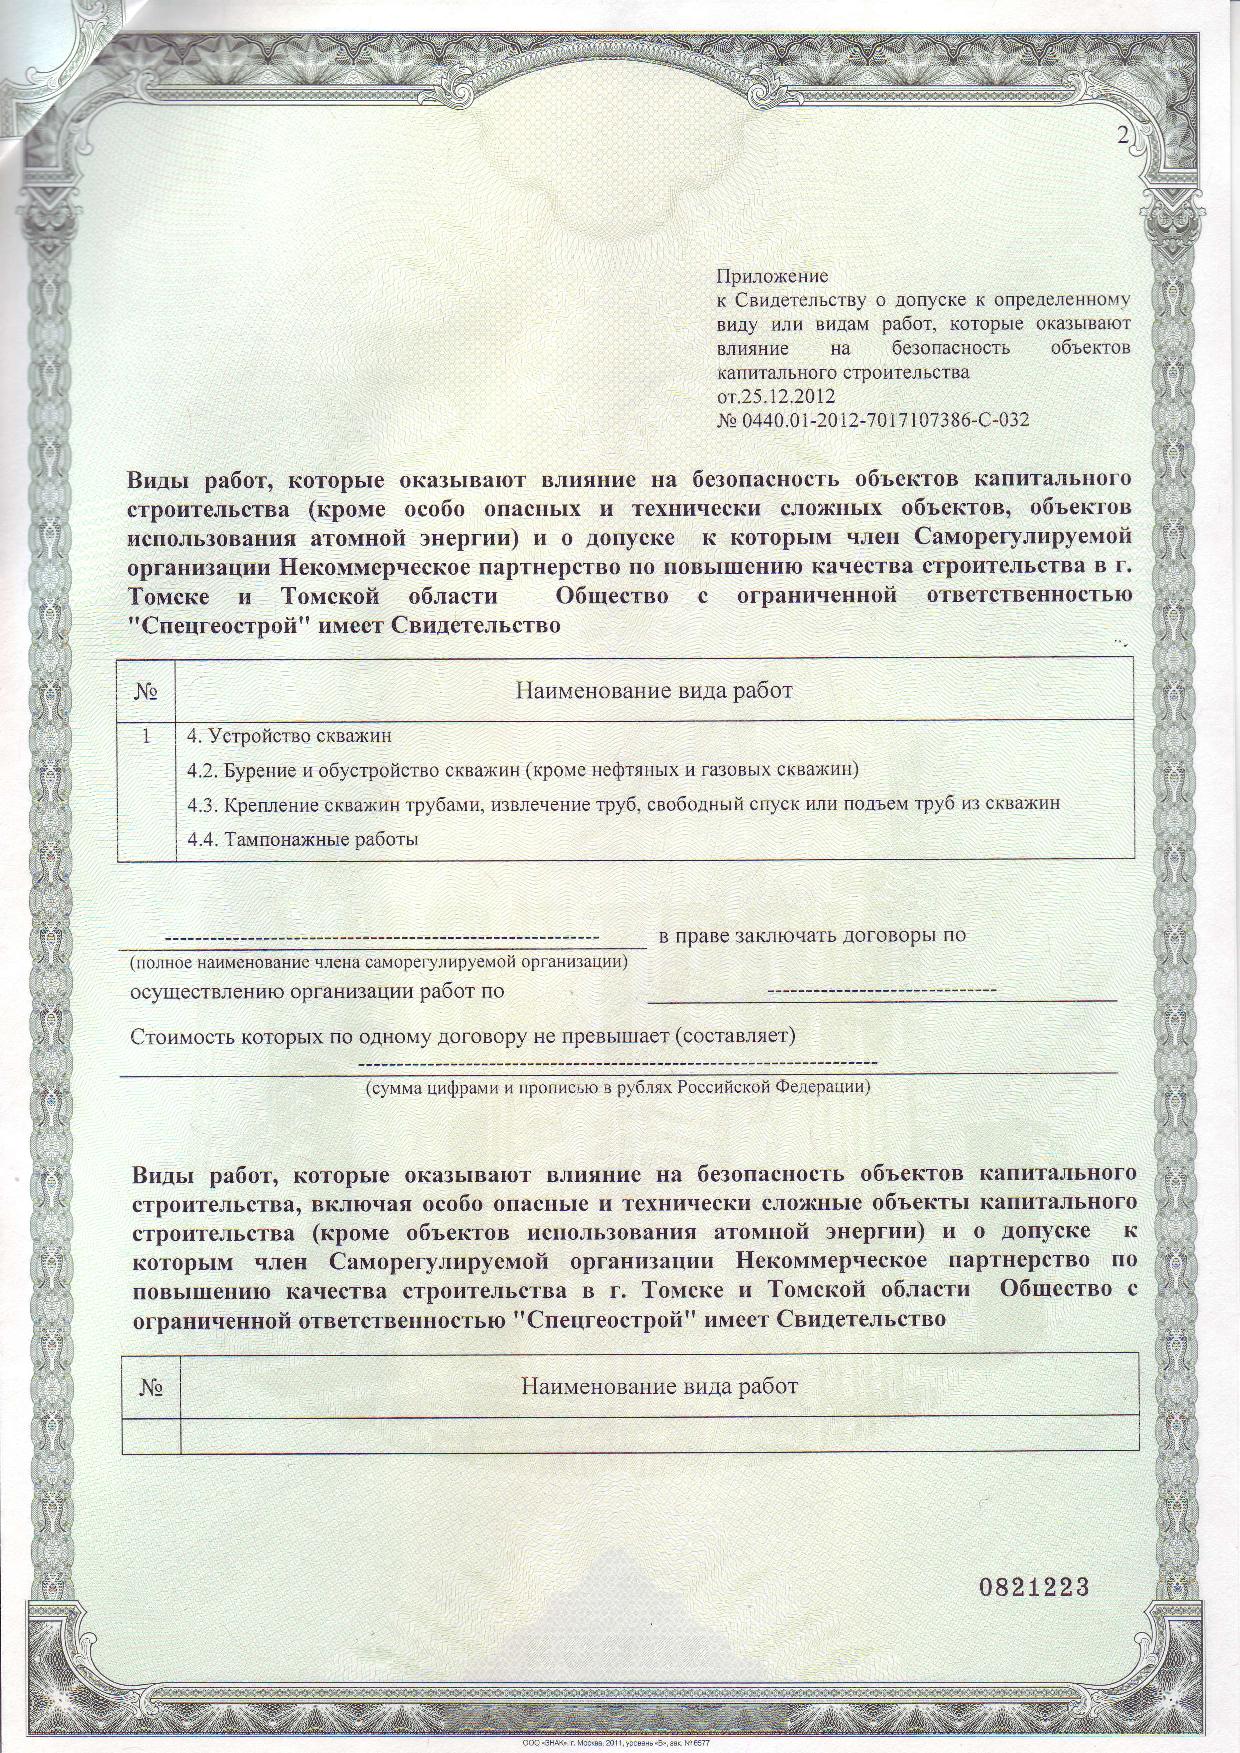 2
Приложение
к Свидетельству о допуске к определенному
виду или видам работ, которые оказывают
влияние на безопасность объектов
капитального строительства
от.25.12.2012
№ 0440.01-2012-7017107386-С-032
Виды работ, которые оказывают влияние на безопасность объектов капитального
строительства (кроме особо опасных и технически сложных объектов, объектов
использования атомной энергии) и о допуске к которым член Саморегулируемой
организации Некоммерческое партнерство по повышению качества строительства в г.
Томске и Томской области Общество с ограниченной ответственностью
"Спецгеострой" имеет Свидетельство
№ Наименование вида работ
1 4. Устройство скважин
4.2. Бурение и обустройство скважин (кроме нефтяных и газовых скважин)
4.3. Крепление скважин трубами, извлечение труб, свободный спуск или подъем труб из скважин
4.4. Тампонажные работы
---------------------------------------------------------- в праве заключать договоры по
(полное наименование члена саморегулируемой организации)
осуществлению организации работ по -------------------------------
Стоимость которых по одному договору не превышает (составляет)
----------------------------------------------------------------------
(сумма цифрами и прописью в рублях Российской Федерации)
Виды работ, которые оказывают влияние на безопасность объектов капитального
строительства, включая особо опасные и технически сложные объекты капитального
строительства (кроме объектов использования атомной энергии) и о допуске к
которым член Саморегулируемой организации Некоммерческое партнерство по
повышению качества строительства в г. Томске и Томской области Общество с
ограниченной ответственностью "Спецгеострой" имеет Свидетельство
№ Наименование вида работ
0821223
ООО «ЗНАК», г. Москва, 2011, уровень «В», зак. № 6577